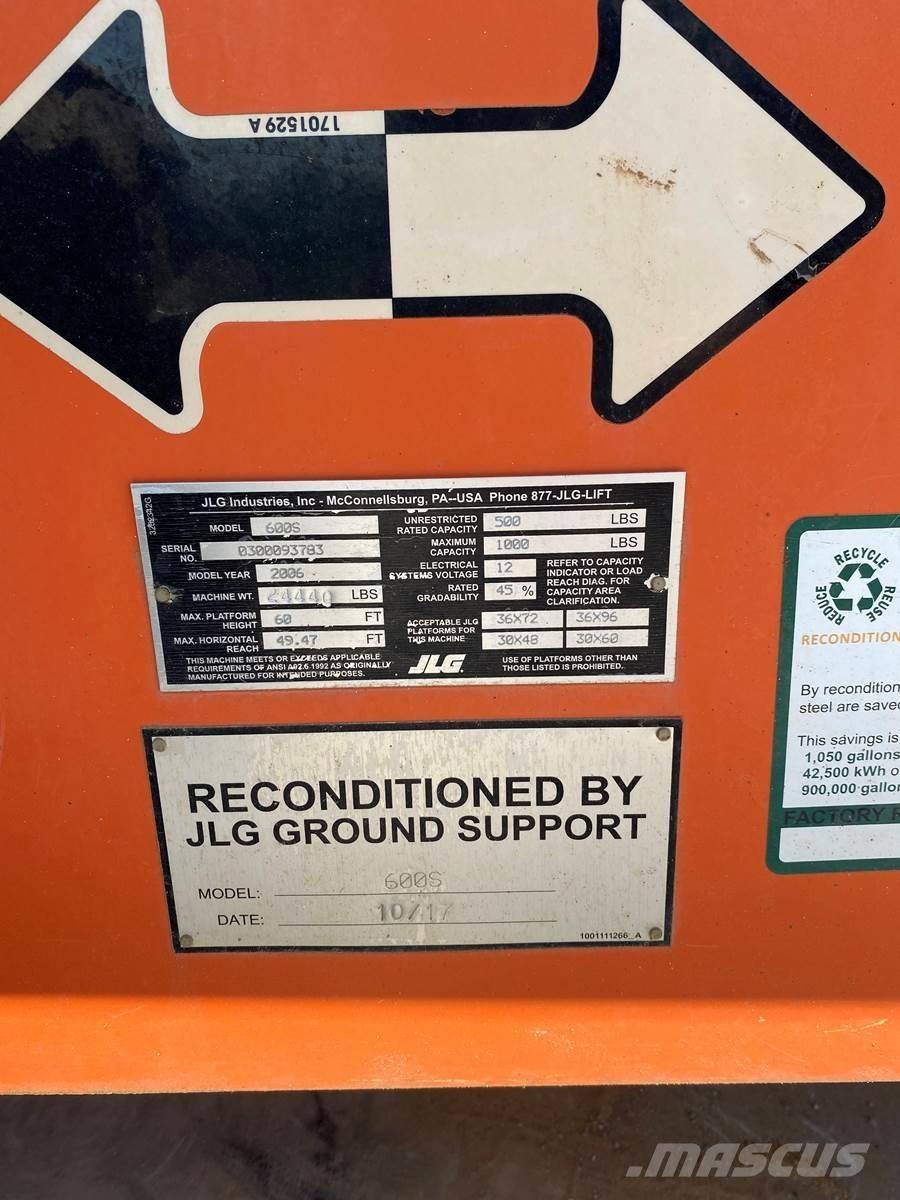 1701529 A
3252342G
JLG Industries, Inc - McConnellsburg, PA--USA Phone 877-JLG-LIFT
MODEL 600S
SERIAL NO. 0300093783
MODEL YEAR 2006
MACHINE WT. LBS
MAX. PLATFORM HEIGHT 60 FT
MAX. HORIZONTAL REACH 49.47 FT
UNRESTRICTED RATED CAPACITY 500 LBS
MAXIMUM CAPACITY 1000 LBS
ELECTRICAL SYSTEMS VOLTAGE 12
RATED GRADABILITY 45 %
REFER TO CAPACITY
INDICATOR OR LOAD
REACH DIAG. FOR
CAPACITY AREA
CLARIFICATION.
ACCEPTABLE JLG
PLATFORMS FOR
THIS MACHINE
36X72 36X96
30X48 30X60
THIS MACHINE MEETS OR EXCEEDS APPLICABLE
REQUIREMENTS OF ANSI A92.5 1992 AS ORIGINALLY
MANUFACTURED FOR INTENDED PURPOSES.
JLG
USE OF PLATFORMS OTHER THAN
THOSE LISTED IS PROHIBITED.
RECONDITIONED BY
JLG GROUND SUPPORT
MODEL: 600S
DATE: 10/17
1001111266_A
REDUCE RECYCLE REUSE
RECONDITION
By recondition
steel are save
This savings is
1,050 gallons
42,500 kWh o
900,000 gallo
FACTORY R
MASCUS